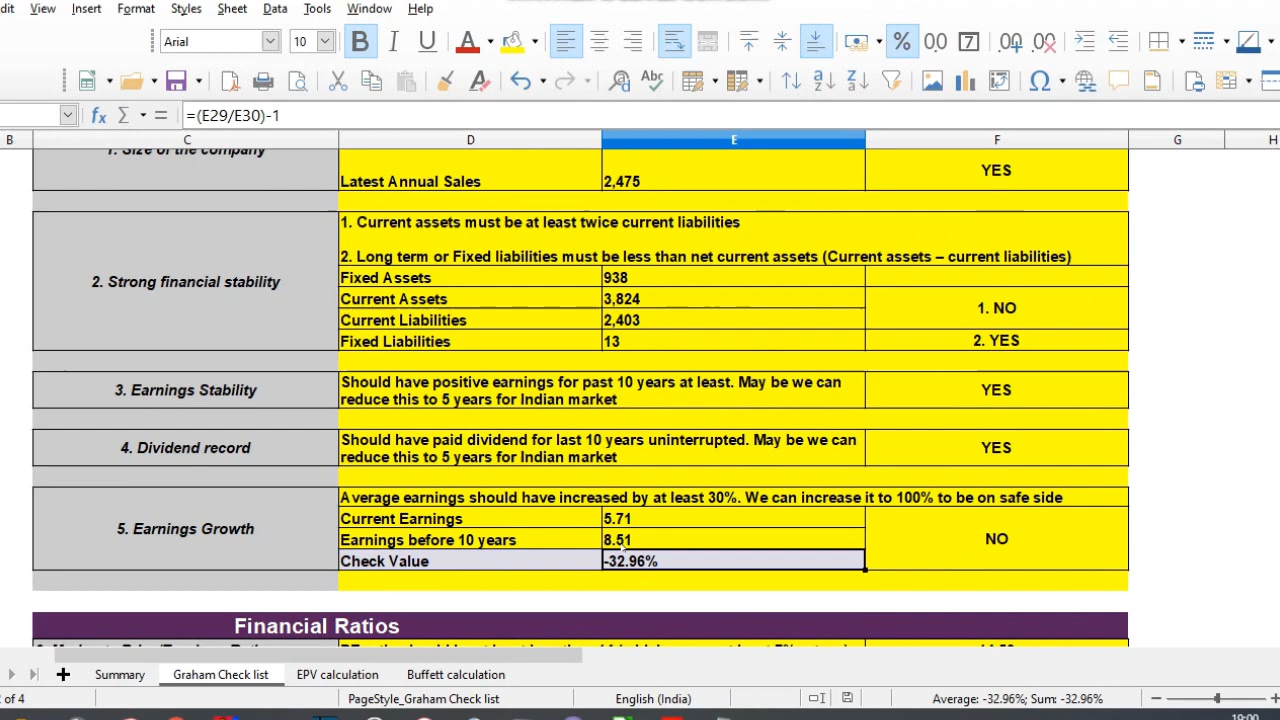 View Insert Format Styles Sheet Data Tools Window Help
Arial 10
=(E29/E30)-1
B C D E F G H
1. Size of the company
Latest Annual Sales 2,475 YES
1. Current assets must be at least twice current liabilities
2. Long term or Fixed liabilities must be less than net current assets (Current assets – current liabilities)
2. Strong financial stability
Fixed Assets 938
Current Assets 3,824
1. NO
Current Liabilities 2,403
Fixed Liabilities 13 2. YES
3. Earnings Stability
Should have positive earnings for past 10 years at least. May be we can
reduce this to 5 years for Indian market
YES
4. Dividend record
Should have paid dividend for last 10 years uninterrupted. May be we can
reduce this to 5 years for Indian market
YES
Average earnings should have increased by at least 30%. We can increase it to 100% to be on safe side
5. Earnings Growth
Current Earnings 5.71
Earnings before 10 years 8.51 NO
Check Value -32.96%
Financial Ratios
Summary Graham Check list EPV calculation Buffett calculation
of 4 PageStyle_Graham Check list English (India) Average: -32.96%; Sum: -32.96%
19:00